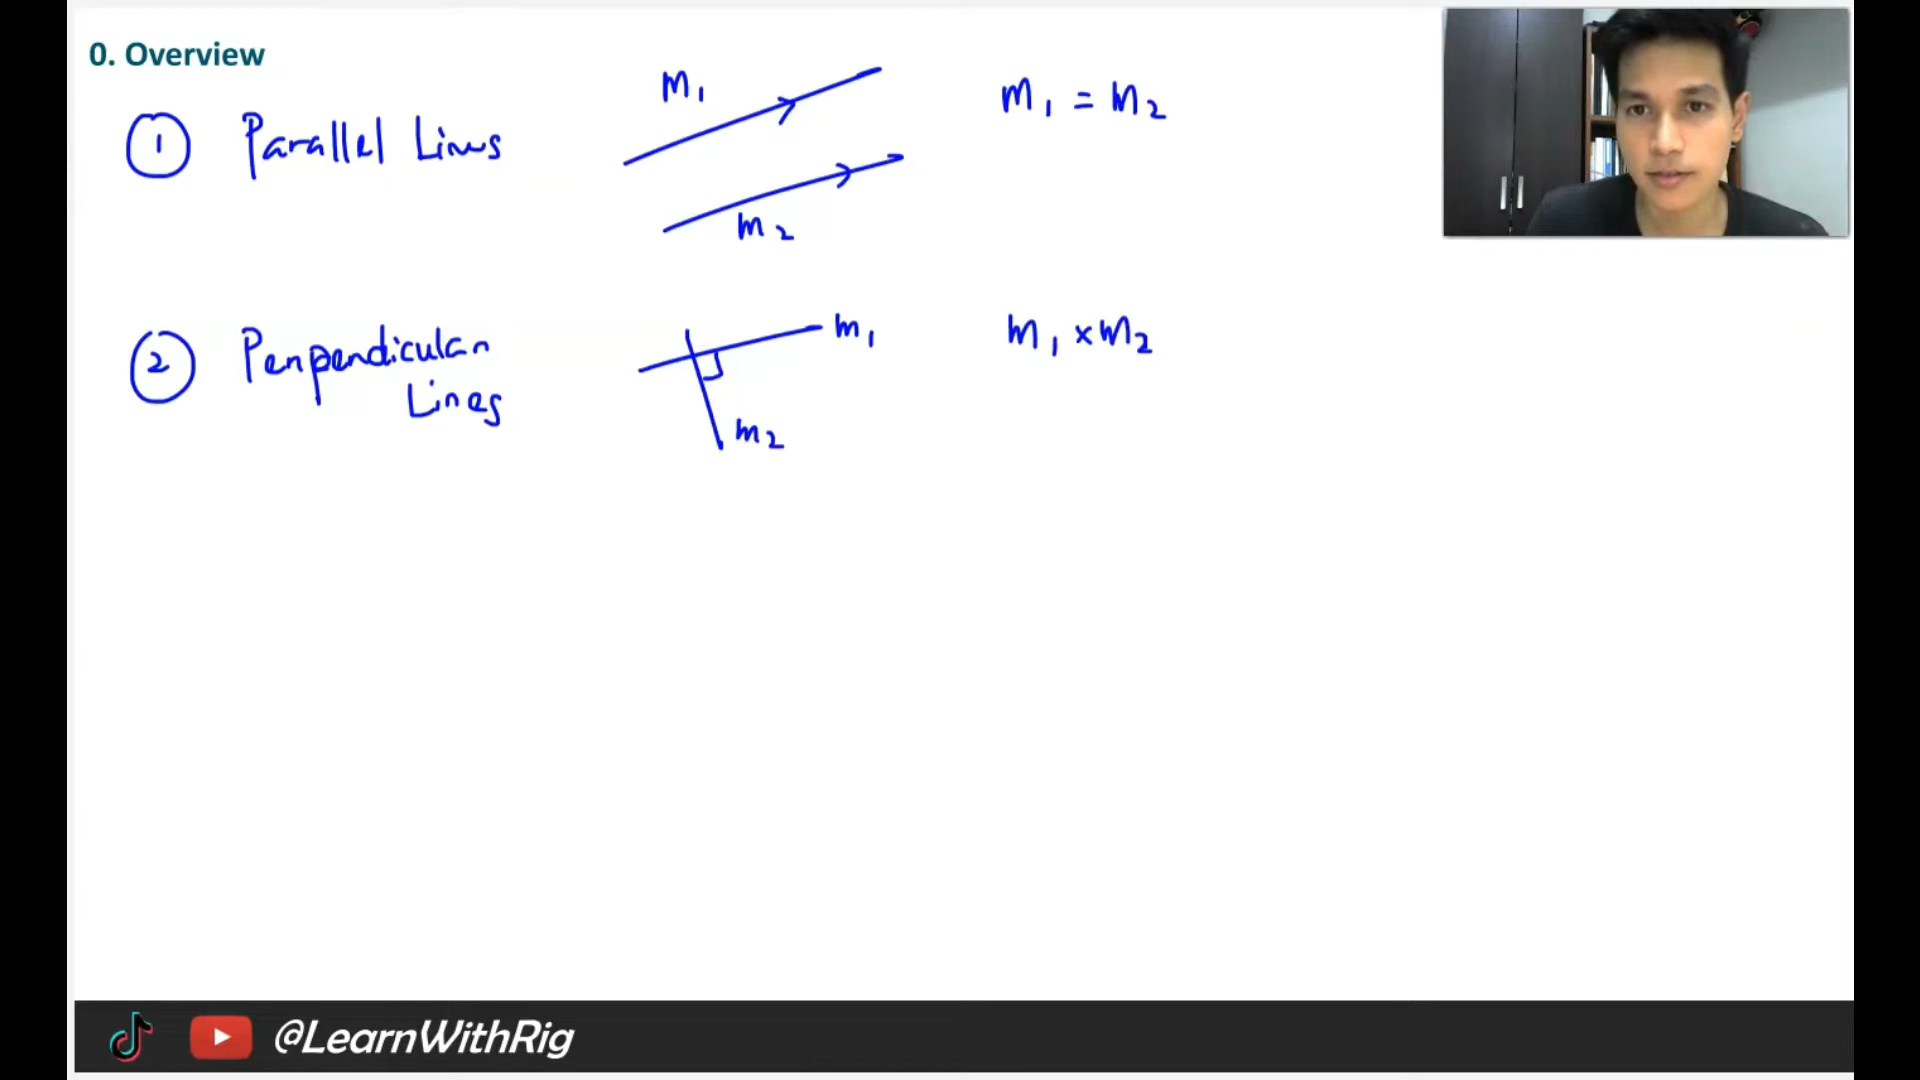 0. Overview
① Parallel Lines
m₁
m₂
m₁ = m₂
② Perpendicular
Lines
m₁
m₂
m₁ × m₂
@LearnWithRig